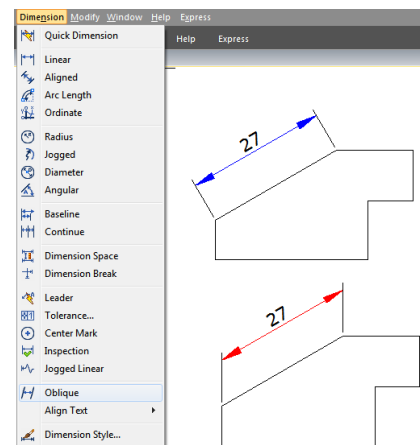 Dimension Modify Window Help Express
Help Express
Quick Dimension
Linear
Aligned
Arc Length
Ordinate
Radius
Jogged
Diameter
Angular
Baseline
Continue
Dimension Space
Dimension Break
Leader
Tolerance...
Center Mark
Inspection
Jogged Linear
Oblique
Align Text
Dimension Style...
27
27